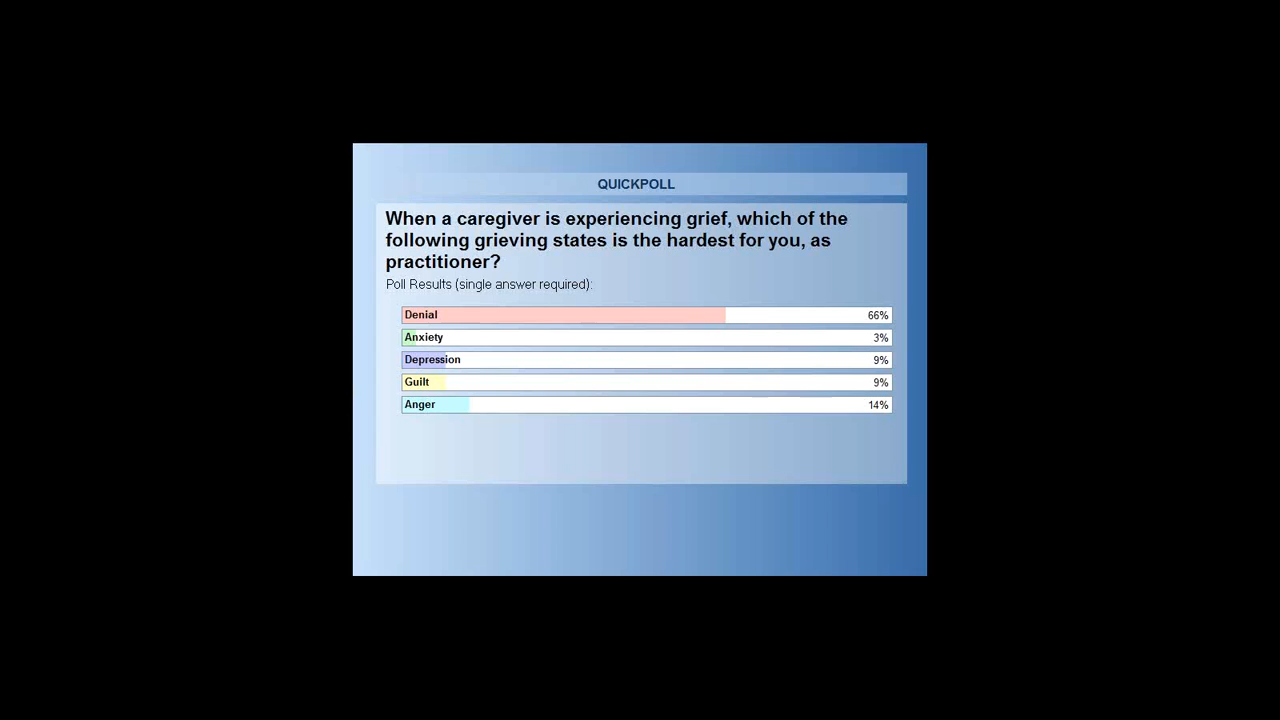 QUICKPOLL
When a caregiver is experiencing grief, which of the
following grieving states is the hardest for you, as
practitioner?
Poll Results (single answer required):
Denial 66%
Anxiety 3%
Depression 9%
Guilt 9%
Anger 14%